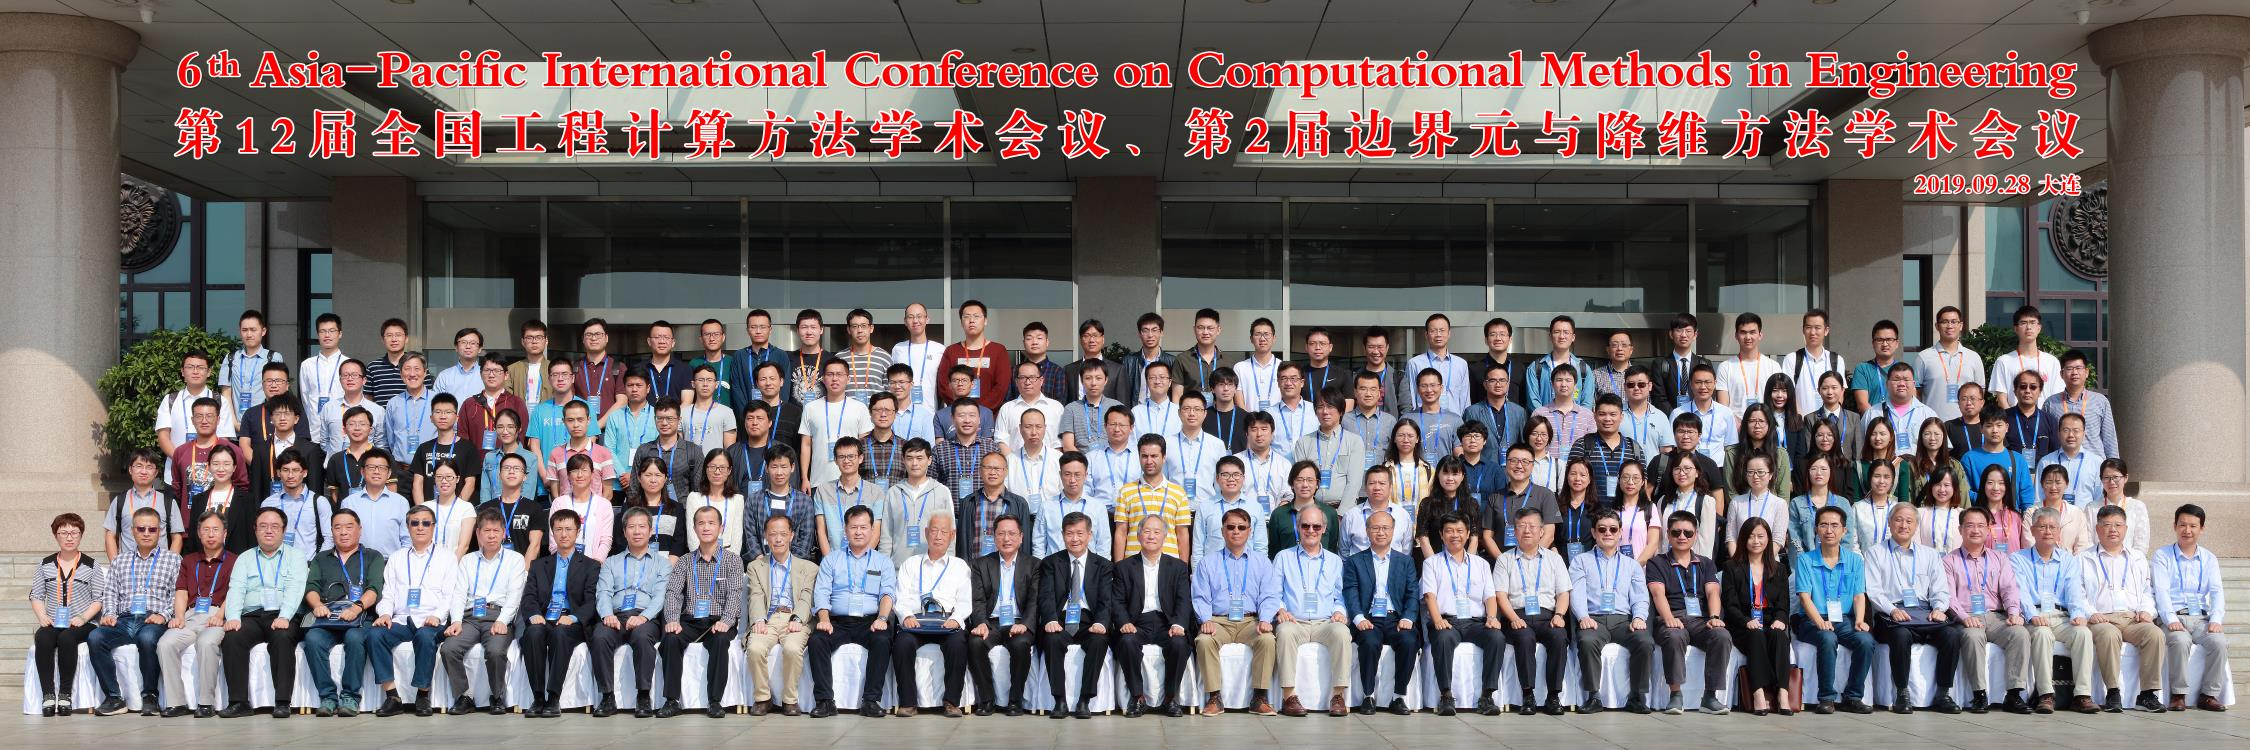 6th Asia-Pacific International Conference on Computational Methods in Engineering
第12届全国工程计算方法学术会议、第2届边界元与降维方法学术会议
2019.09.28 大连